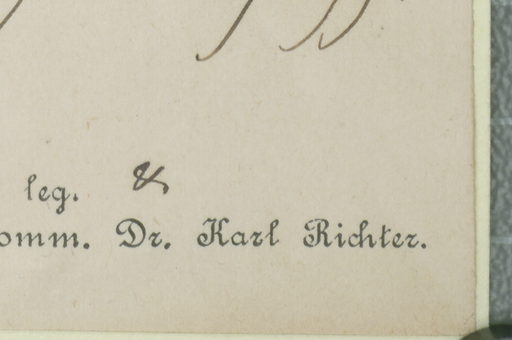 leg. &
omm. Dr. Karl Richter.